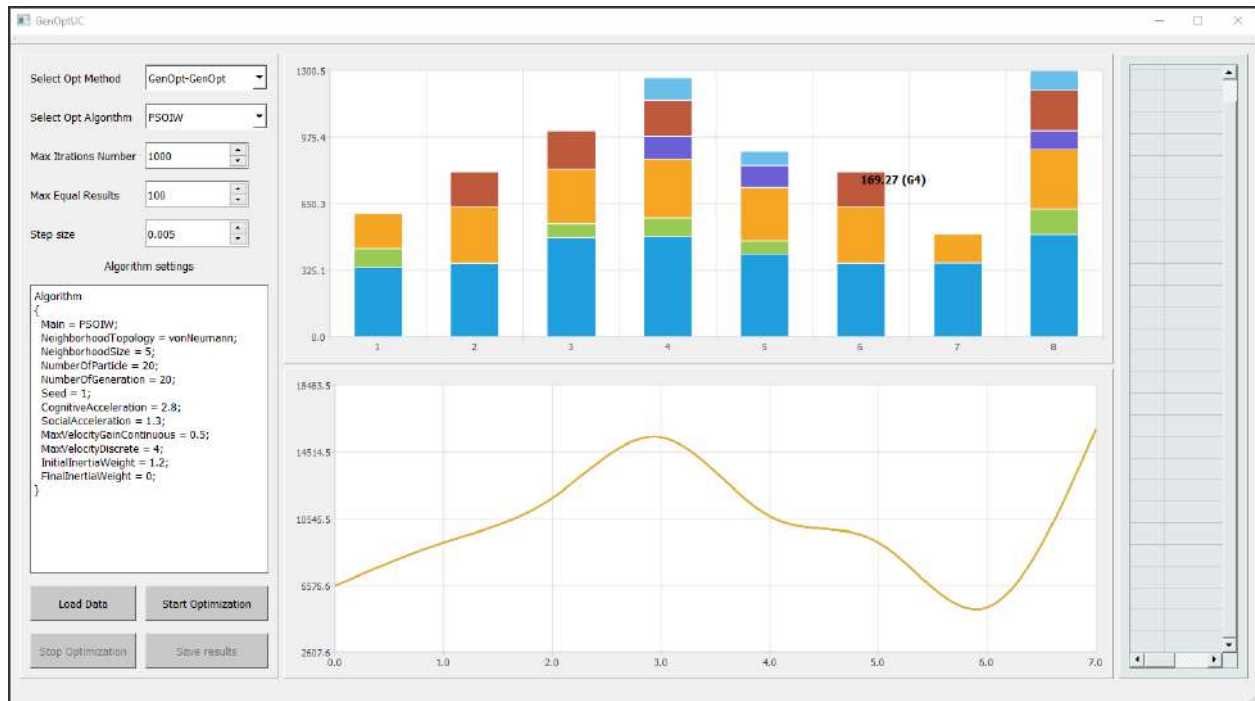 GenOptUC
Select Opt Method
GenOpt-GenOpt
Select Opt Algorithm
PSOIW
Max Itrations Number
1000
Max Equal Results
100
Step size
0.005
Algorithm settings
Algorithm
{
Main = PSOIW;
NeighborhoodTopology = vonNeumann;
NeighborhoodSize = 5;
NumberOfParticle = 20;
NumberOfGeneration = 20;
Seed = 1;
CognitiveAcceleration = 2.8;
SocialAcceleration = 1.3;
MaxVelocityGainContinuous = 0.5;
MaxVelocityDiscrete = 4;
InitialInertiaWeight = 1.2;
FinalInertiaWeight = 0;
}
Load Data
Start Optimization
Stop Optimization
Save results
1300.5
975.4
650.3
325.1
0.0
169.27 (G4)
1 2 3 4 5 6 7 8
18483.5
14514.5
10545.5
6576.6
2607.6
0.0 1.0 2.0 3.0 4.0 5.0 6.0 7.0